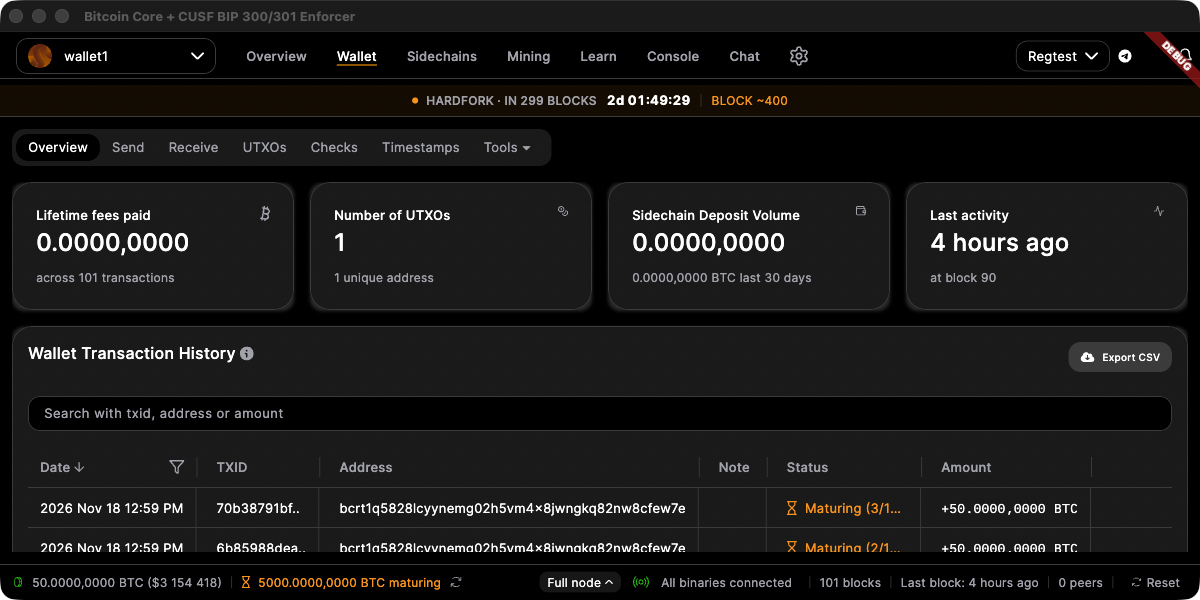 Bitcoin Core + CUSF BIP 300/301 Enforcer
wallet1 Overview Wallet Sidechains Mining Learn Console Chat Regtest DEBUG
HARDFORK · IN 299 BLOCKS 2d 01:49:29 BLOCK ~400
Overview Send Receive UTXOs Checks Timestamps Tools
Lifetime fees paid
0.0000,0000
across 101 transactions
Number of UTXOs
1
1 unique address
Sidechain Deposit Volume
0.0000,0000
0.0000,0000 BTC last 30 days
Last activity
4 hours ago
at block 90
Wallet Transaction History
Export CSV
Search with txid, address or amount
Date TXID Address Note Status Amount
2026 Nov 18 12:59 PM 70b38791bf.. bcrt1q5828lcyynemg02h5vm4x8jwngkq82nw8cfew7e Maturing (3/1... +50.0000,0000 BTC
2026 Nov 18 12:59 PM 6b85988dea.. bcrt1q5828lcyynemg02h5vm4x8jwngkq82nw8cfew7e Maturing (2/1... +50.0000,0000 BTC
50.0000,0000 BTC ($3 154 418) 5000.0000,0000 BTC maturing Full node All binaries connected 101 blocks Last block: 4 hours ago 0 peers Reset